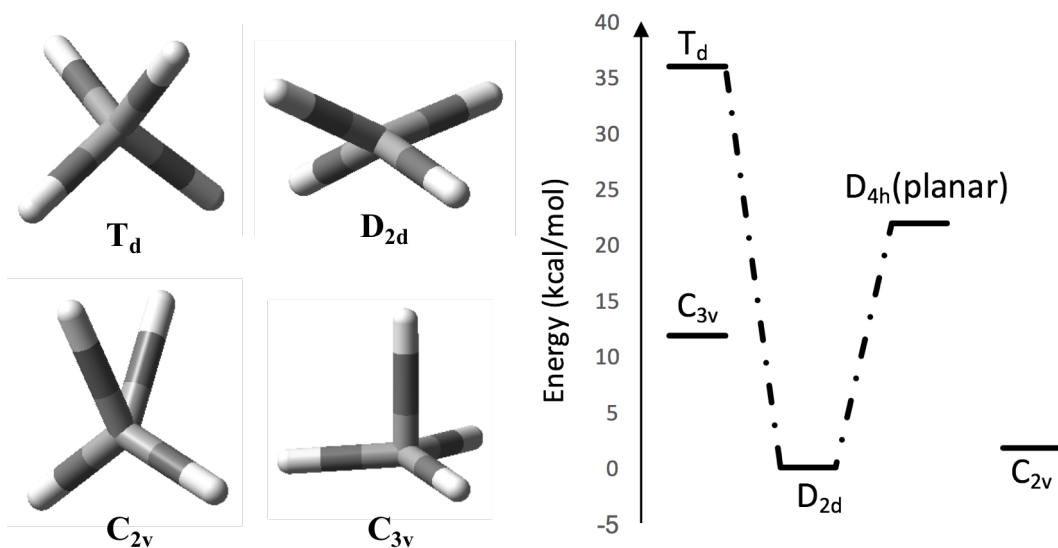 T_d
D_2d
C_2v
C_3v
Energy (kcal/mol)
40
35
30
25
20
15
10
5
0
-5
T_d
D_4h(planar)
C_3v
D_2d
C_2v